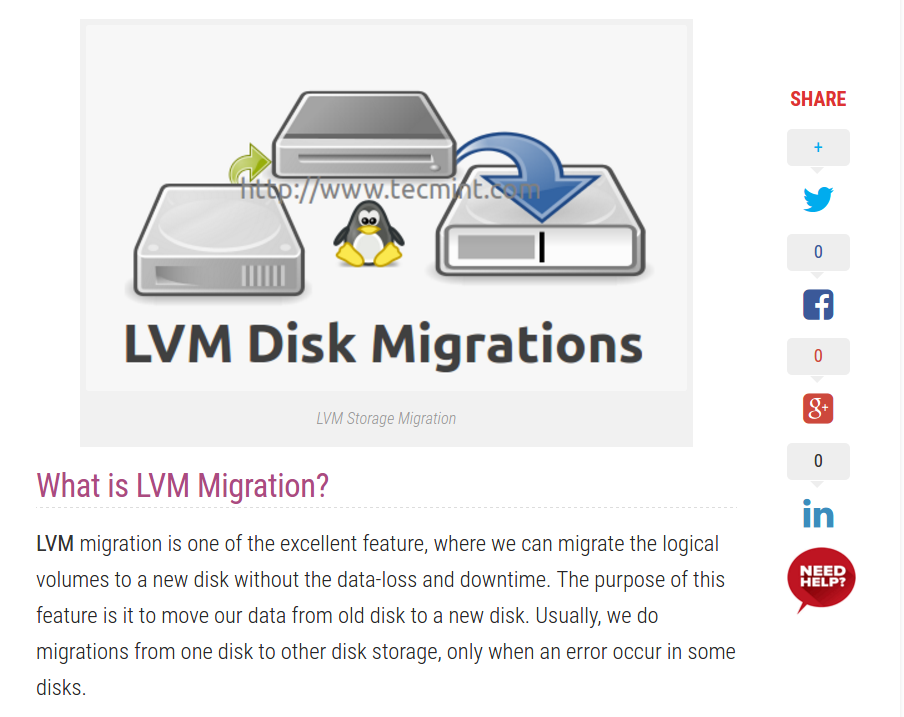 http://www.tecmint.com
LVM Disk Migrations
LVM Storage Migration
What is LVM Migration?
LVM migration is one of the excellent feature, where we can migrate the logical
volumes to a new disk without the data-loss and downtime. The purpose of this
feature is it to move our data from old disk to a new disk. Usually, we do
migrations from one disk to other disk storage, only when an error occur in some
disks.
SHARE
+
0
f
0
g+
0
in
NEED
HELP?